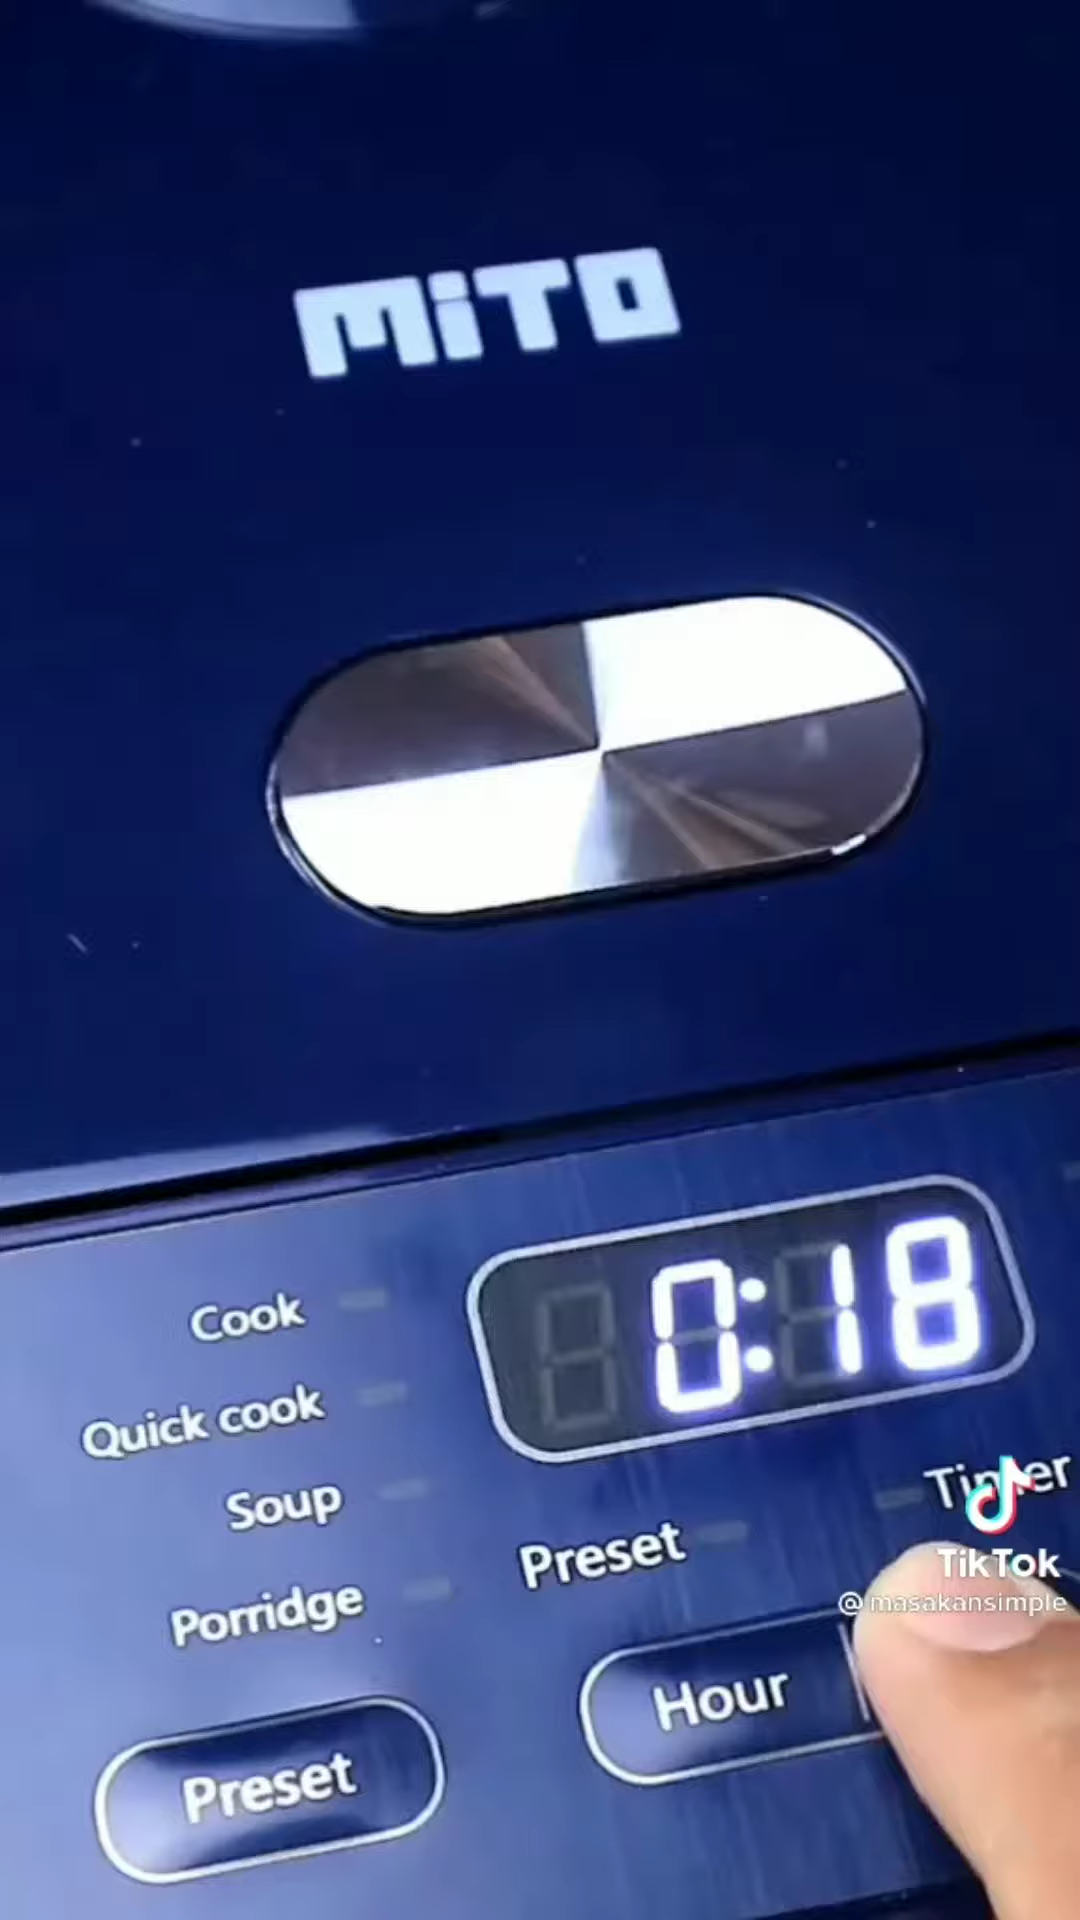 MiTO
0:18
Cook
Quick cook
Soup
Porridge
Preset
Timer
TikTok
@masakansimple
Hour
Preset